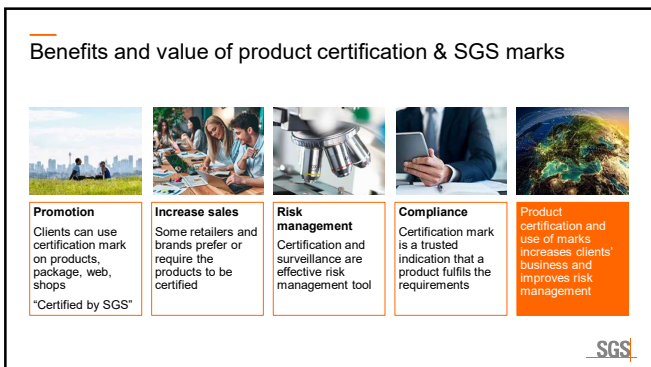 Benefits and value of product certification & SGS marks
Promotion
Clients can use
certification mark
on products,
package, web,
shops
“Certified by SGS”
Increase sales
Some retailers and
brands prefer or
require the
products to be
certified
Risk
management
Certification and
surveillance are
effective risk
management tool
Compliance
Certification mark
is a trusted
indication that a
product fulfils the
requirements
Product
certification and
use of marks
increases clients’
business and
improves risk
management
SGS